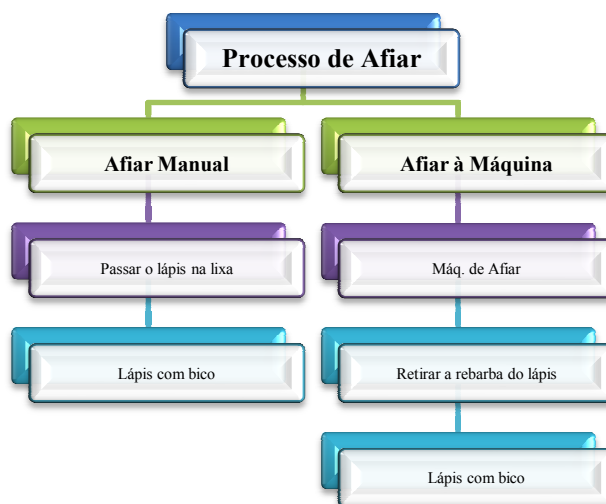 Processo de Afiar
Afiar Manual
Afiar à Máquina
Passar o lápis na lixa
Máq. de Afiar
Lápis com bico
Retirar a rebarba do lápis
Lápis com bico